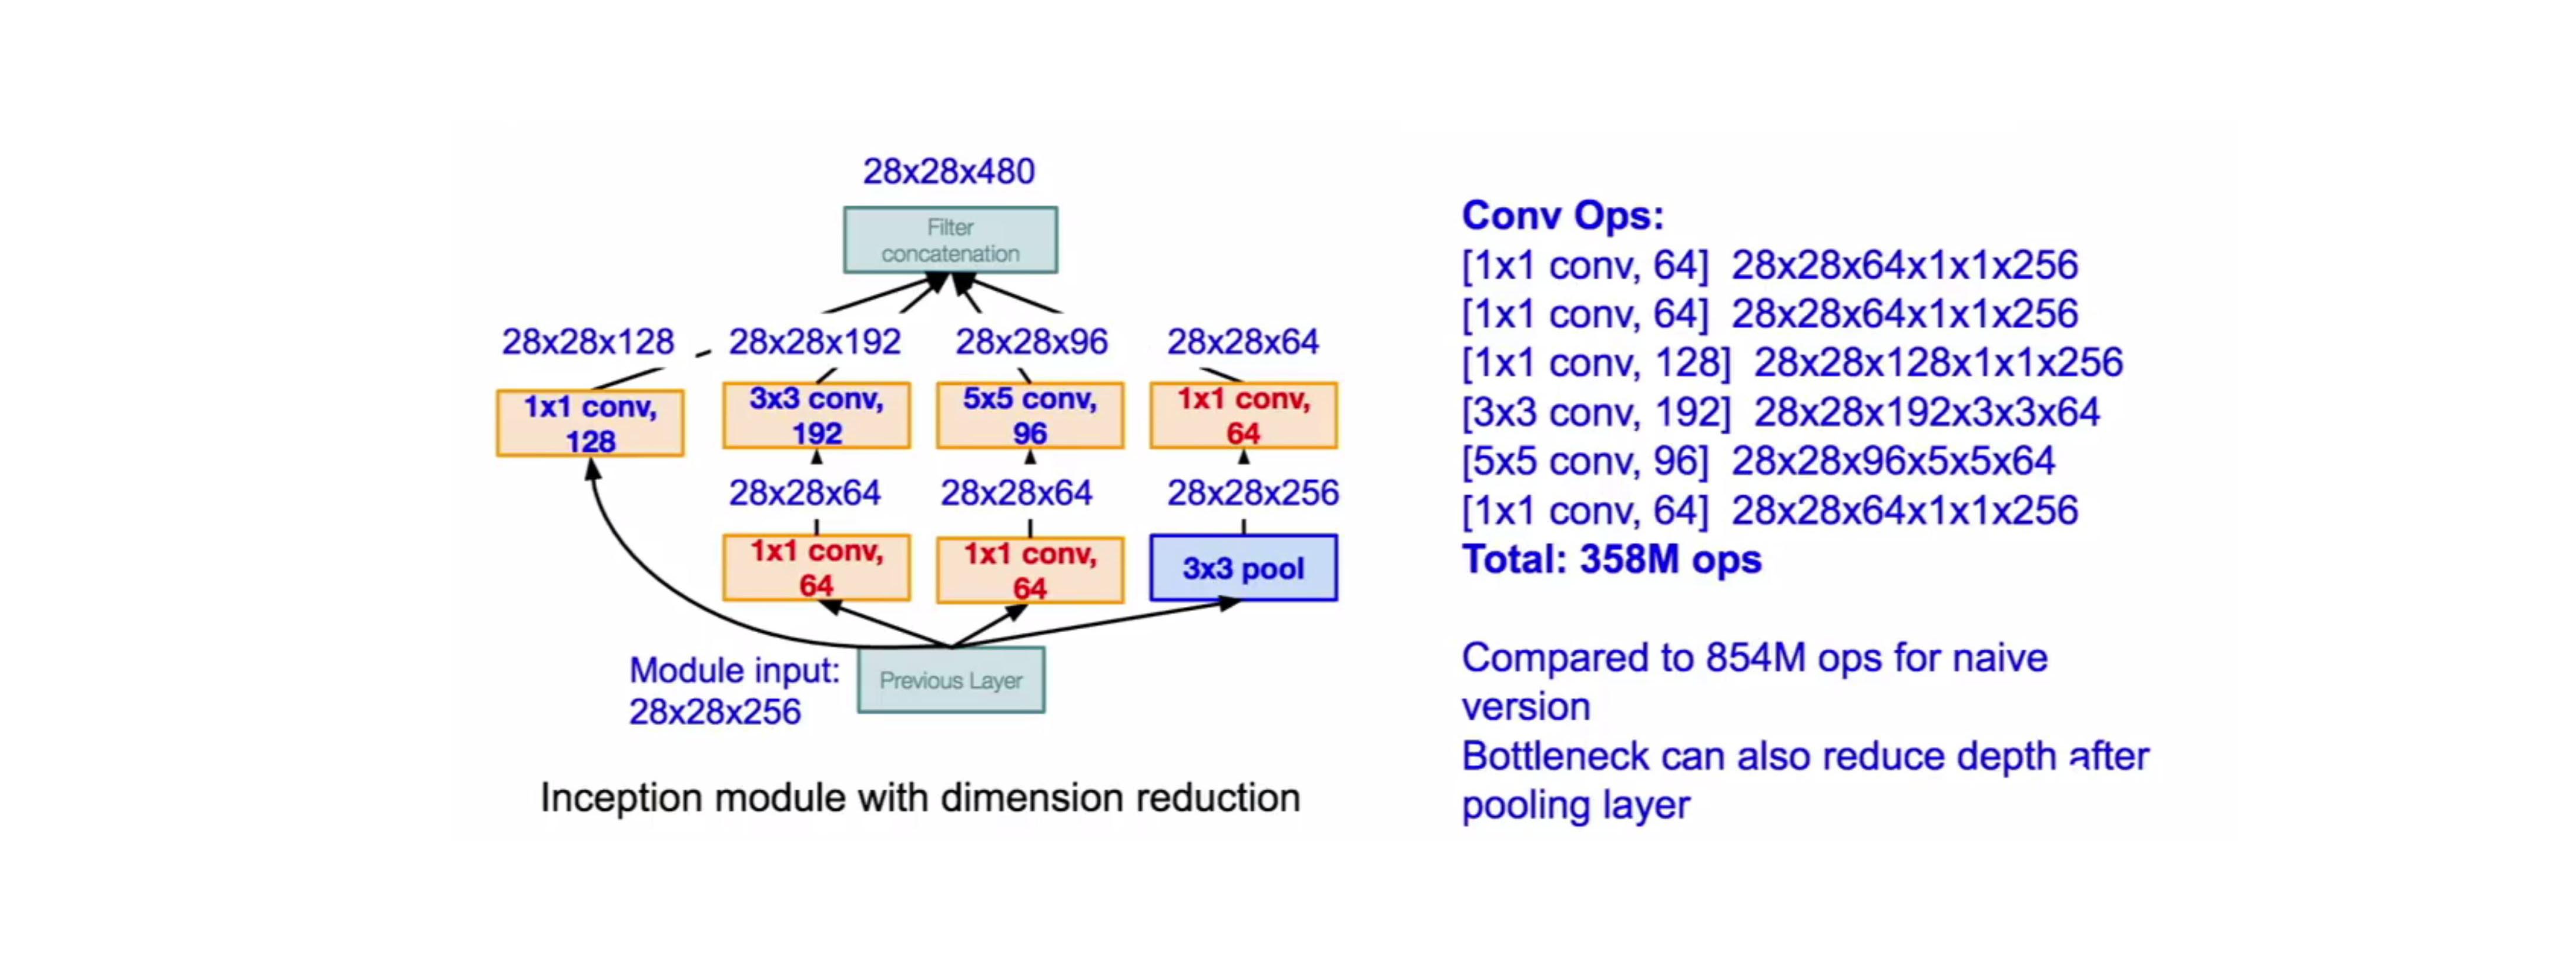 28x28x480
Filter
concatenation
28x28x128
28x28x192
28x28x96
28x28x64
1x1 conv,
128
3x3 conv,
192
5x5 conv,
96
1x1 conv,
64
28x28x64
28x28x64
28x28x256
1x1 conv,
64
1x1 conv,
64
3x3 pool
Module input:
28x28x256
Previous Layer
Inception module with dimension reduction
Conv Ops:
[1x1 conv, 64] 28x28x64x1x1x256
[1x1 conv, 64] 28x28x64x1x1x256
[1x1 conv, 128] 28x28x128x1x1x256
[3x3 conv, 192] 28x28x192x3x3x64
[5x5 conv, 96] 28x28x96x5x5x64
[1x1 conv, 64] 28x28x64x1x1x256
Total: 358M ops
Compared to 854M ops for naive
version
Bottleneck can also reduce depth after
pooling layer